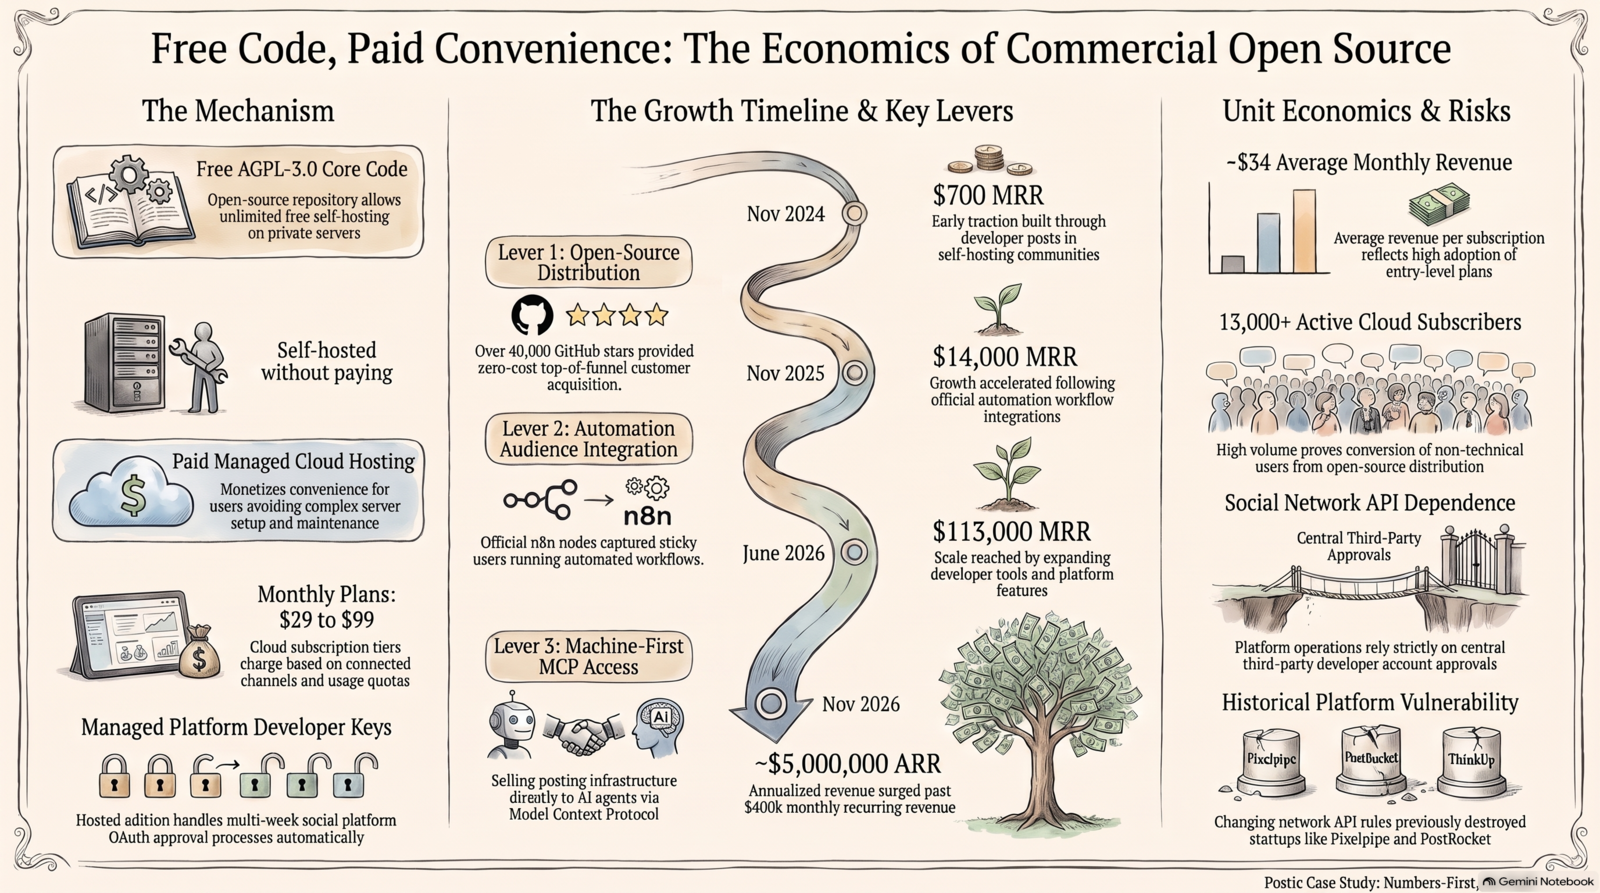 Free Code, Paid Convenience: The Economics of Commercial Open Source
The Mechanism
Free AGPL-3.0 Core Code
Open-source repository allows
unlimited free self-hosting
on private servers
Self-hosted
without paying
Paid Managed Cloud Hosting
$
Monetizes convenience for
users avoiding complex server
setup and maintenance
Monthly Plans:
$29 to $99
$
Cloud subscription tiers
charge based on connected
channels and usage quotas
Managed Platform Developer Keys
Hosted adition handles multi-week social platform
OAuth approval processes automatically
The Growth Timeline & Key Levers
Lever 1: Open-Source
Distribution
Over 40,000 GitHub stars provided
zero-cost top-of-funnel customer
acquisition.
Lever 2: Automation
Audience Integration
n8n
Official n8n nodes captured sticky
users running automated workflows.
Lever 3: Machine-First
MCP Access
Ai
Selling posting infrastructure
directly to AI agents via
Model Context Protocol
Nov 2024
$700 MRR
Early traction built through
developer posts in
self-hosting communities
Nov 2025
$14,000 MRR
Growth accelerated following
official automation workflow
integrations
June 2026
$113,000 MRR
Scale reached by expanding
developer tools and platform
features
Nov 2026
~$5,000,000 ARR
Annualized revenue surged past
$400k monthly recurring revenue
Unit Economics & Risks
~$34 Average Monthly Revenue
Average revenue per subscription
reflects high adoption of
entry-level plans
13,000+ Active Cloud Subscribers
High volume proves conversion of non-technical
users from open-source distribution
Social Network API Dependence
Central Third-Party
Approvals
Platform operations rely strictly on central
third-party developer account approvals
Historical Platform Vulnerability
Pixclpipc
PnetBucket
ThinkUp
Changing network API rules previously destroyed
startups like Pixelpipe and PostRocket
Postic Case Study: Numbers-First,
Gemini Notebook